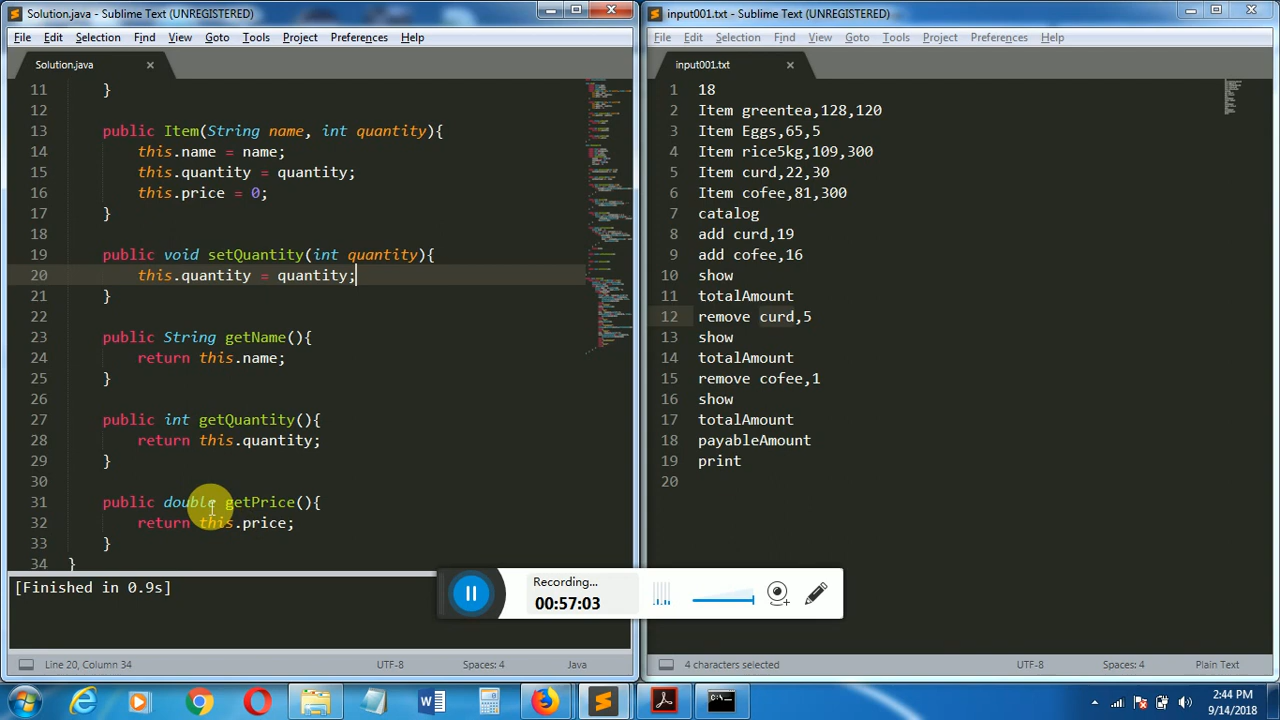 Solution.java - Sublime Text (UNREGISTERED)
File Edit Selection Find View Goto Tools Project Preferences Help
Solution.java
11 }
12
13 public Item(String name, int quantity){
14 this.name = name;
15 this.quantity = quantity;
16 this.price = 0;
17 }
18
19 public void setQuantity(int quantity){
20 this.quantity = quantity;
21 }
22
23 public String getName(){
24 return this.name;
25 }
26
27 public int getQuantity(){
28 return this.quantity;
29 }
30
31 public double getPrice(){
32 return this.price;
33 }
34 }
[Finished in 0.9s]
Line 20, Column 34 UTF-8 Spaces: 4 Java
input001.txt - Sublime Text (UNREGISTERED)
File Edit Selection Find View Goto Tools Project Preferences Help
input001.txt
1 18
2 Item greentea,128,120
3 Item Eggs,65,5
4 Item rice5kg,109,300
5 Item curd,22,30
6 Item cofee,81,300
7 catalog
8 add curd,19
9 add cofee,16
10 show
11 totalAmount
12 remove curd,5
13 show
14 totalAmount
15 remove cofee,1
16 show
17 totalAmount
18 payableAmount
19 print
20
4 characters selected UTF-8 Spaces: 4 Plain Text
Recording...
00:57:03
2:44 PM
9/14/2018